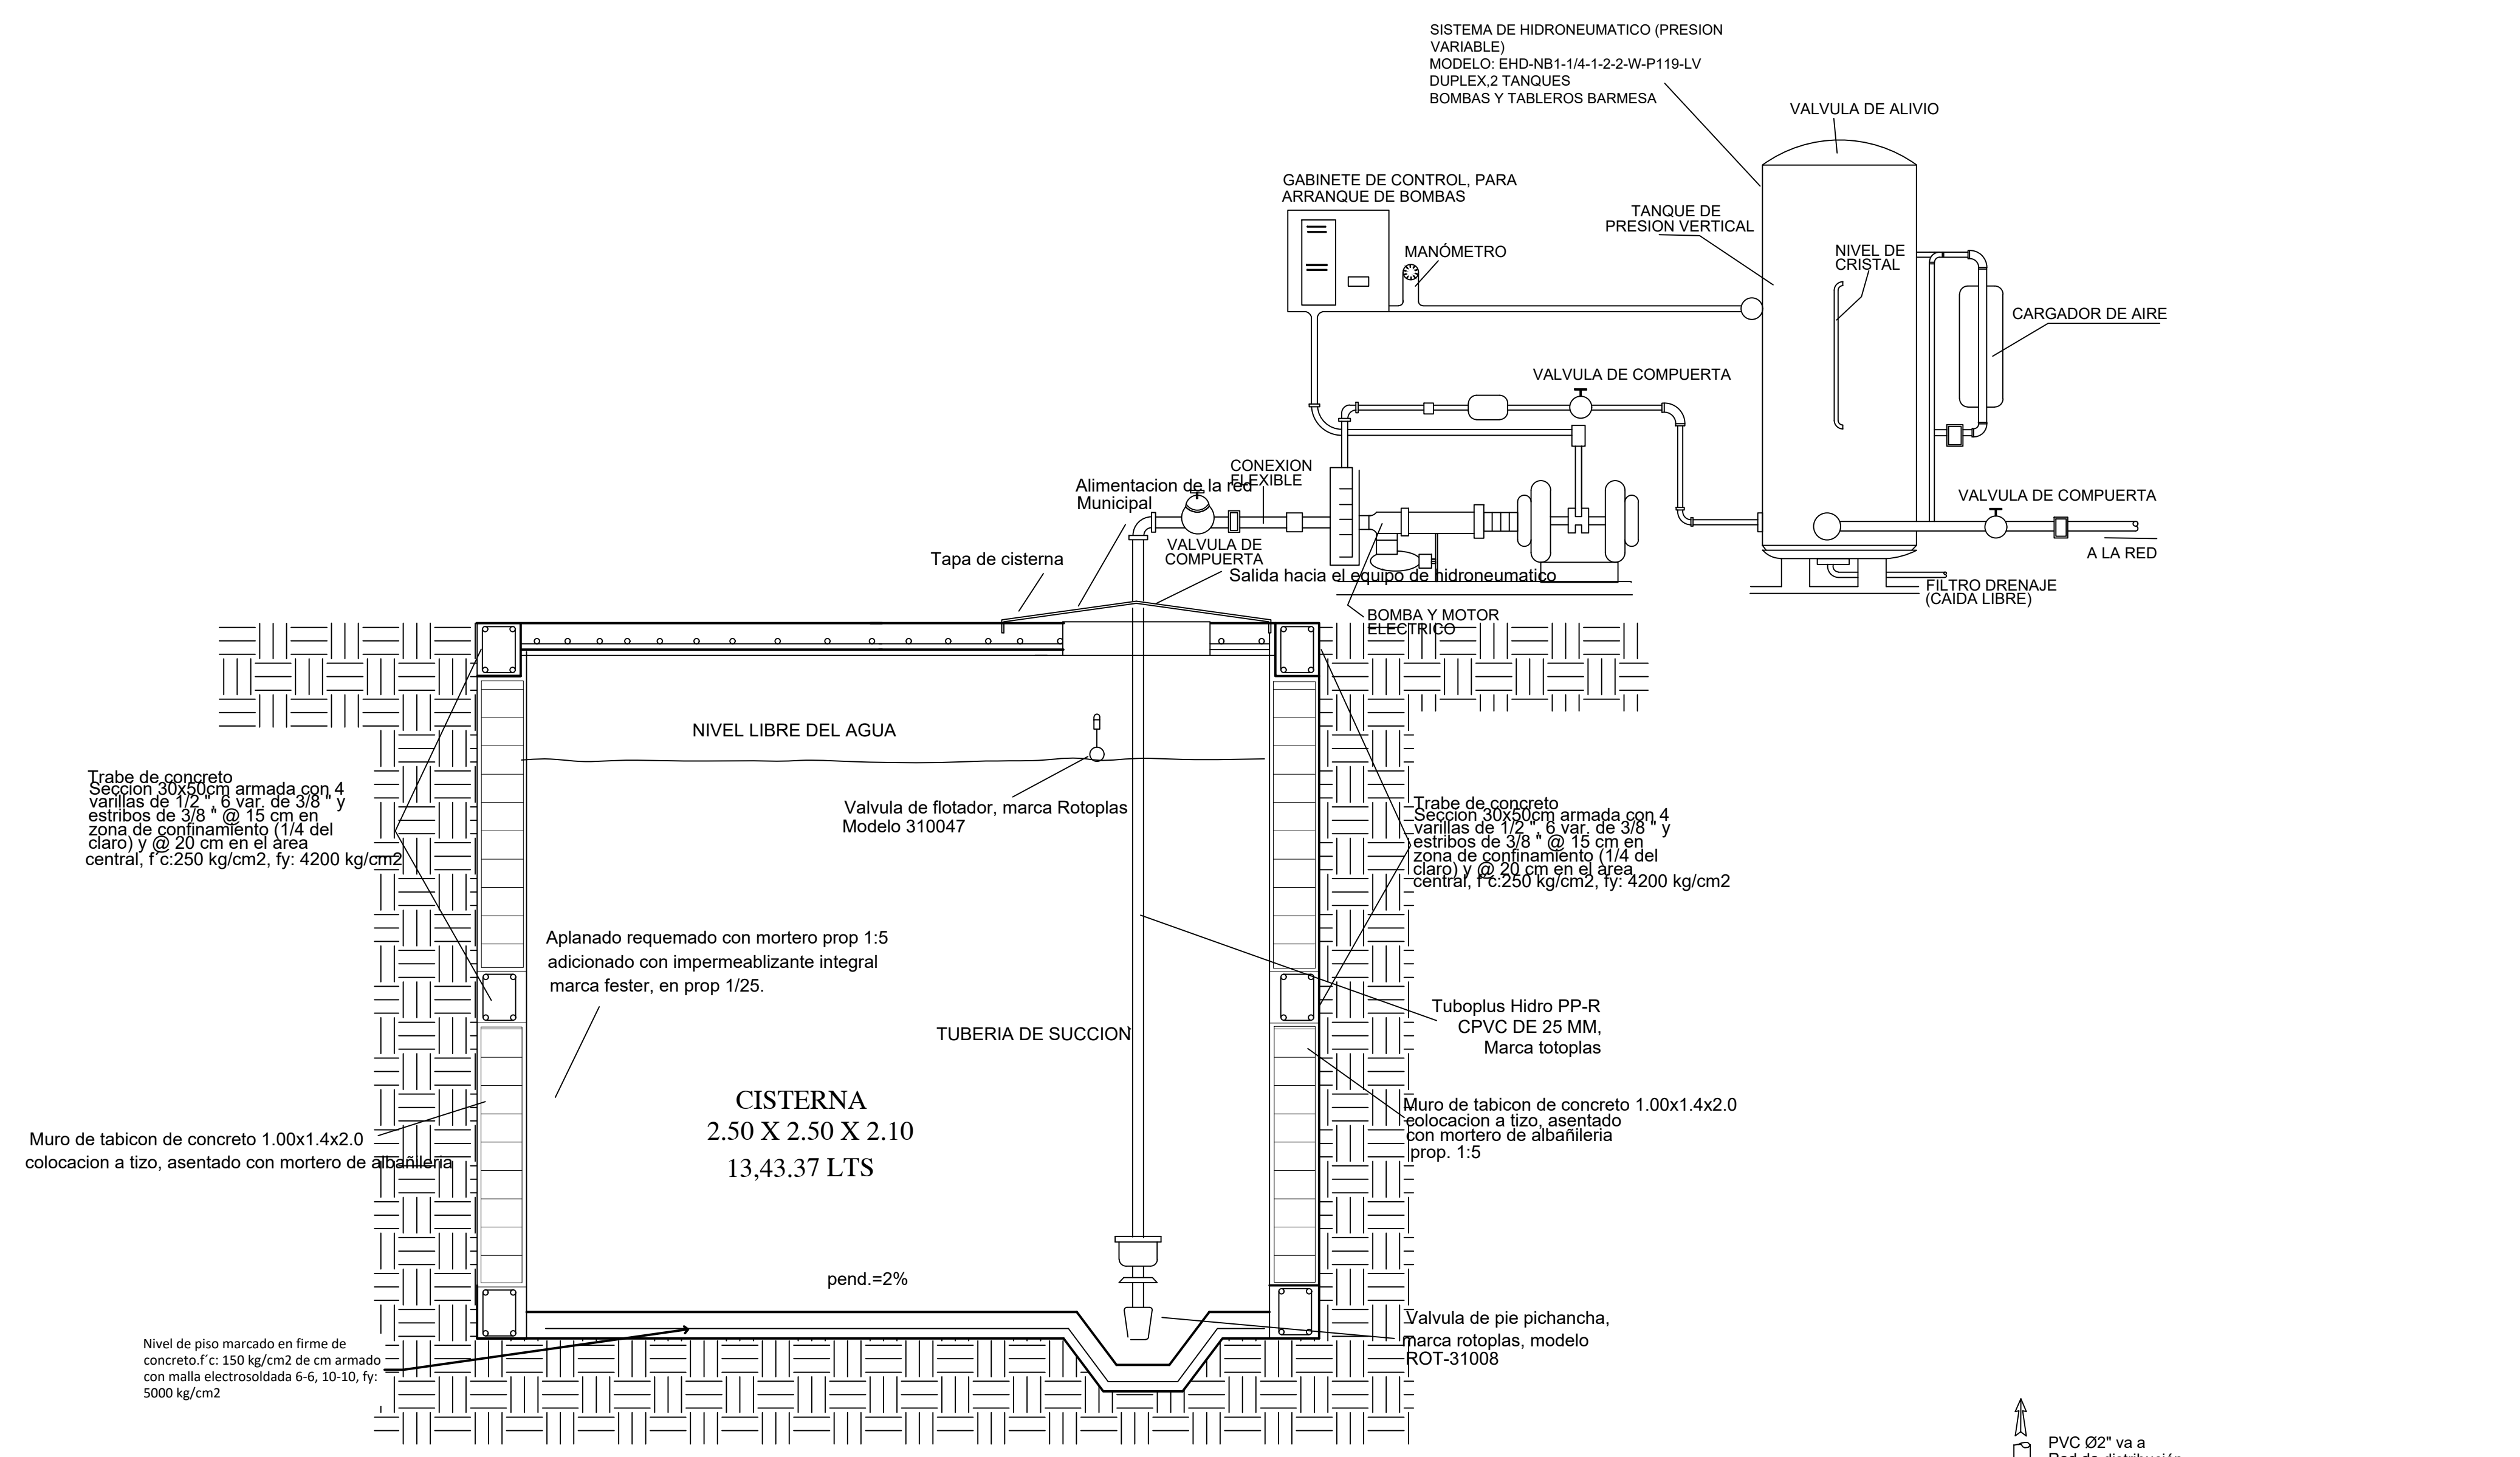 SISTEMA DE HIDRONEUMATICO (PRESION
VARIABLE)
MODELO: EHD-NB1-1/4-1-2-2-W-P119-LV
DUPLEX,2 TANQUES
BOMBAS Y TABLEROS BARMESA
VALVULA DE ALIVIO
GABINETE DE CONTROL, PARA
ARRANQUE DE BOMBAS
TANQUE DE
PRESION VERTICAL
MANÓMETRO
NIVEL DE
CRISTAL
CARGADOR DE AIRE
VALVULA DE COMPUERTA
CONEXION
FLEXIBLE
Alimentacion de la red
Municipal
VALVULA DE COMPUERTA
VALVULA DE
COMPUERTA
A LA RED
Tapa de cisterna
Salida hacia el equipo de hidroneumatico
FILTRO DRENAJE
(CAIDA LIBRE)
BOMBA Y MOTOR
ELECTRICO
NIVEL LIBRE DEL AGUA
Trabe de concreto
Seccion 30x50cm armada con 4
varillas de 1/2 ", 6 var. de 3/8 " y
estribos de 3/8 " @ 15 cm en
zona de confinamiento (1/4 del
claro) y @ 20 cm en el area
central, f´c:250 kg/cm2, fy: 4200 kg/cm2
Valvula de flotador, marca Rotoplas
Modelo 310047
Trabe de concreto
Seccion 30x50cm armada con 4
varillas de 1/2 ", 6 var. de 3/8 " y
estribos de 3/8 " @ 15 cm en
zona de confinamiento (1/4 del
claro) y @ 20 cm en el area
central, f´c:250 kg/cm2, fy: 4200 kg/cm2
Aplanado requemado con mortero prop 1:5
adicionado con impermeablizante integral
marca fester, en prop 1/25.
TUBERIA DE SUCCION
Tuboplus Hidro PP-R
CPVC DE 25 MM,
Marca totoplas
CISTERNA
2.50 X 2.50 X 2.10
13,43.37 LTS
Muro de tabicon de concreto 1.00x1.4x2.0
colocacion a tizo, asentado con mortero de albañileria
Muro de tabicon de concreto 1.00x1.4x2.0
colocacion a tizo, asentado
con mortero de albañileria
prop. 1:5
pend.=2%
Valvula de pie pichancha,
marca rotoplas, modelo
ROT-31008
Nivel de piso marcado en firme de
concreto.f´c: 150 kg/cm2 de cm armado
con malla electrosoldada 6-6, 10-10, fy:
5000 kg/cm2
PVC Ø2" va a
Red de distribución